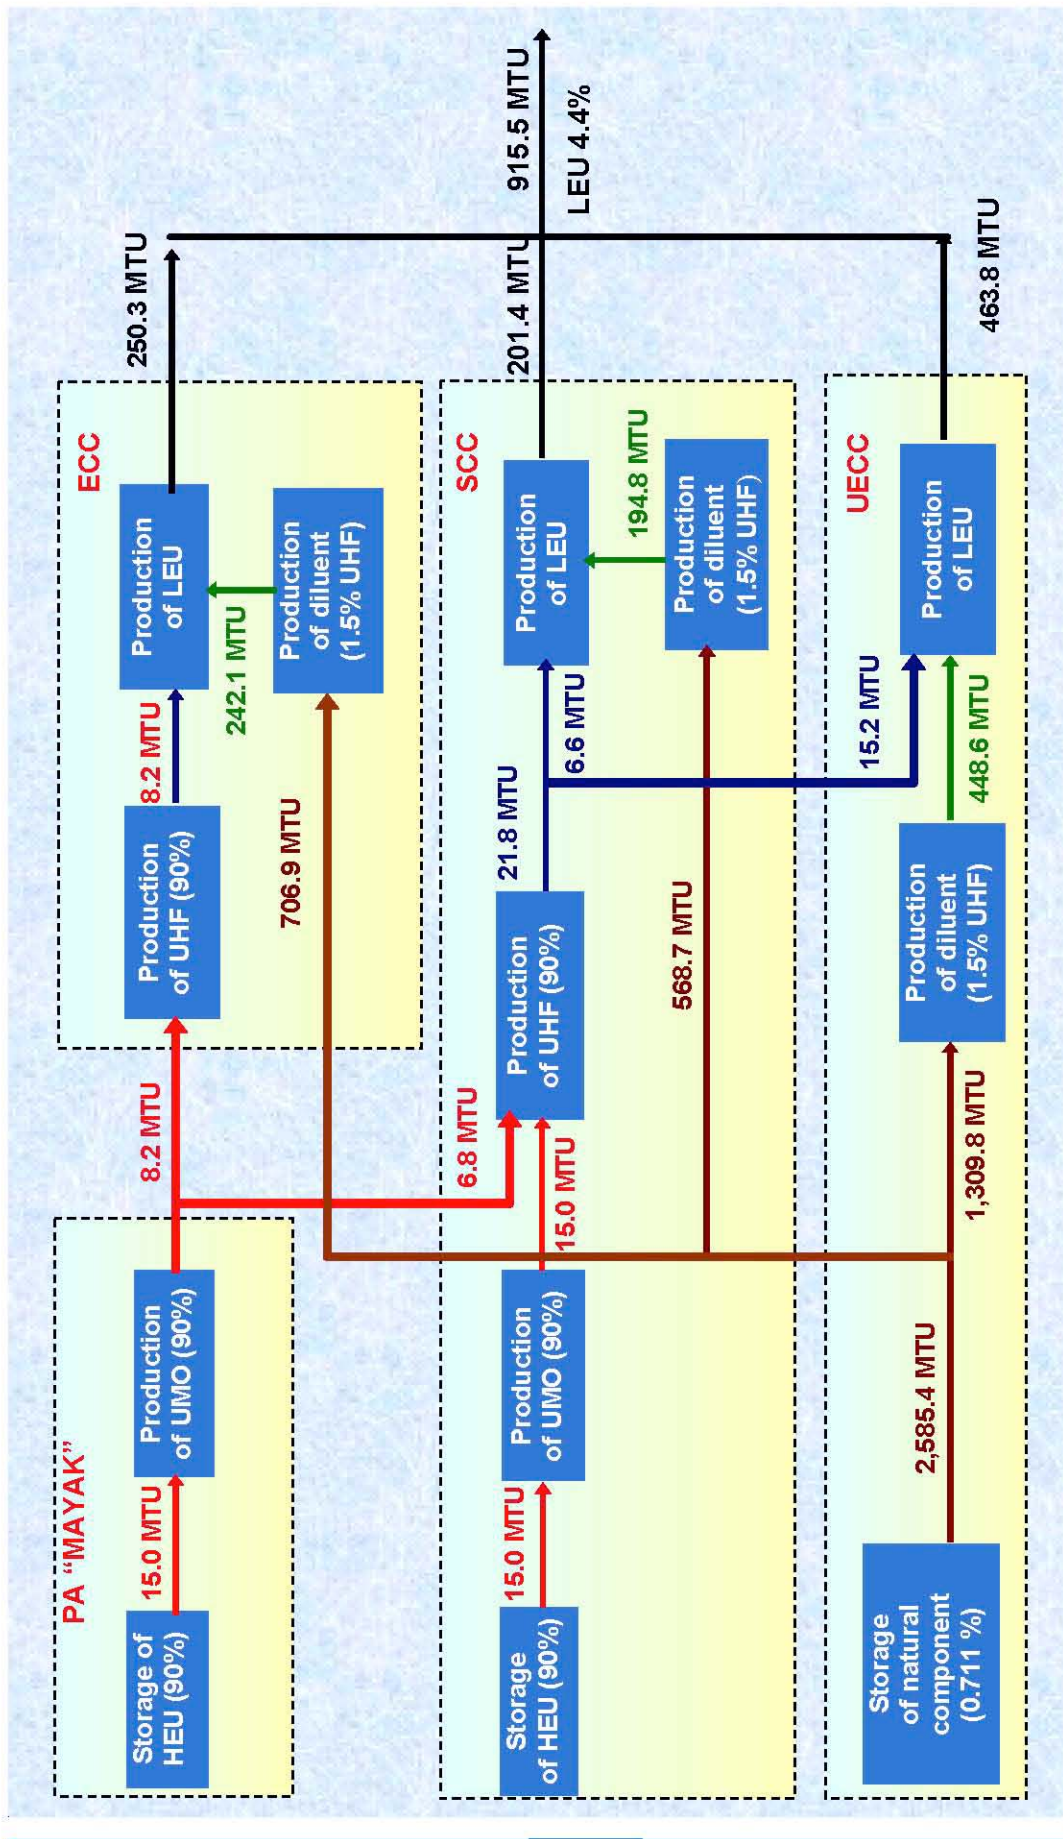 PA “MAYAK”
Storage of
HEU (90%)
15.0 MTU
Production
of UMO (90%)
8.2 MTU
6.8 MTU
ECC
Production
of UHF (90%)
8.2 MTU
Production
of LEU
242.1 MTU
Production
of diluent
(1.5% UHF)
706.9 MTU
250.3 MTU
SCC
Storage
of HEU (90%)
15.0 MTU
Production
of UMO (90%)
15.0 MTU
Production
of UHF (90%)
21.8 MTU
6.6 MTU
Production
of LEU
194.8 MTU
Production
of diluent
(1.5% UHF)
568.7 MTU
201.4 MTU
915.5 MTU
LEU 4.4%
UECC
Storage
of natural
component
(0.711 %)
2,585.4 MTU
1,309.8 MTU
Production
of diluent
(1.5% UHF)
448.6 MTU
15.2 MTU
Production
of LEU
463.8 MTU